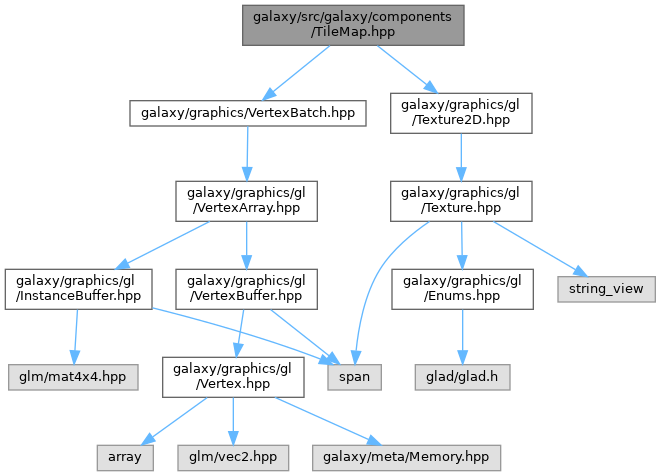 galaxy/src/galaxy/components
/TileMap.hpp
galaxy/graphics/VertexBatch.hpp
galaxy/graphics/gl
/Texture2D.hpp
galaxy/graphics/gl
/VertexArray.hpp
galaxy/graphics/gl
/Texture.hpp
galaxy/graphics/gl
/InstanceBuffer.hpp
galaxy/graphics/gl
/VertexBuffer.hpp
galaxy/graphics/gl
/Enums.hpp
string_view
glm/mat4x4.hpp
galaxy/graphics/gl
/Vertex.hpp
span
glad/glad.h
array
glm/vec2.hpp
galaxy/meta/Memory.hpp